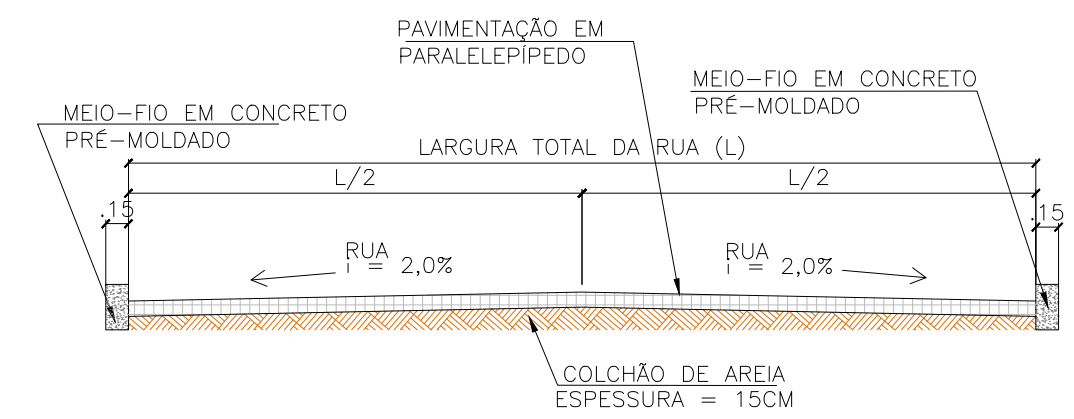 PAVIMENTAÇÃO EM
PARALELEPÍPEDO
MEIO-FIO EM CONCRETO
PRÉ-MOLDADO
MEIO-FIO EM CONCRETO
PRÉ-MOLDADO
LARGURA TOTAL DA RUA (L)
L/2
L/2
.15
.15
RUA
i = 2,0%
RUA
i = 2,0%
COLCHÃO DE AREIA
ESPESSURA = 15CM